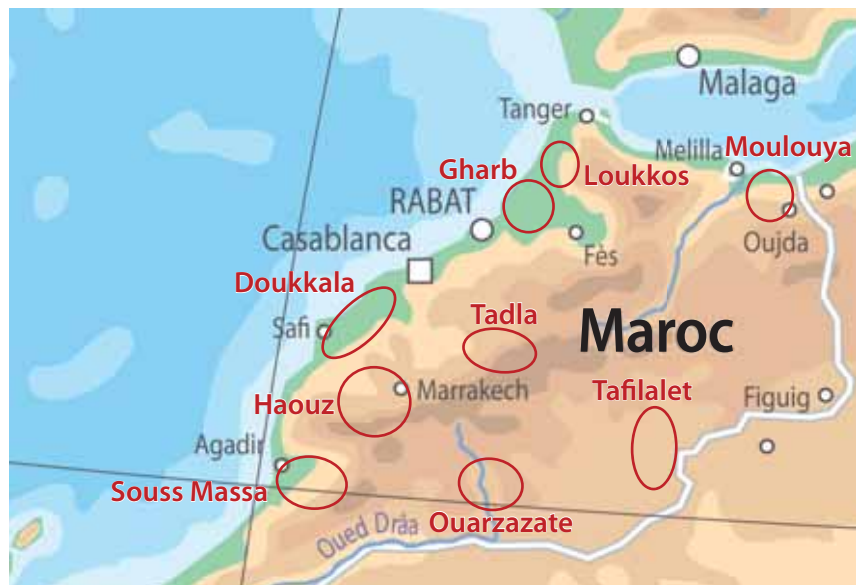 Malaga
Tanger
Melilla
Moulouya
Gharb
Loukkos
RABAT
Casablanca
Fès
Oujda
Doukkala
Safi
Tadla
Maroc
Marrakech
Tafilalet
Figuig
Haouz
Agadir
Souss Massa
Ouarzazate
Oued Drâa